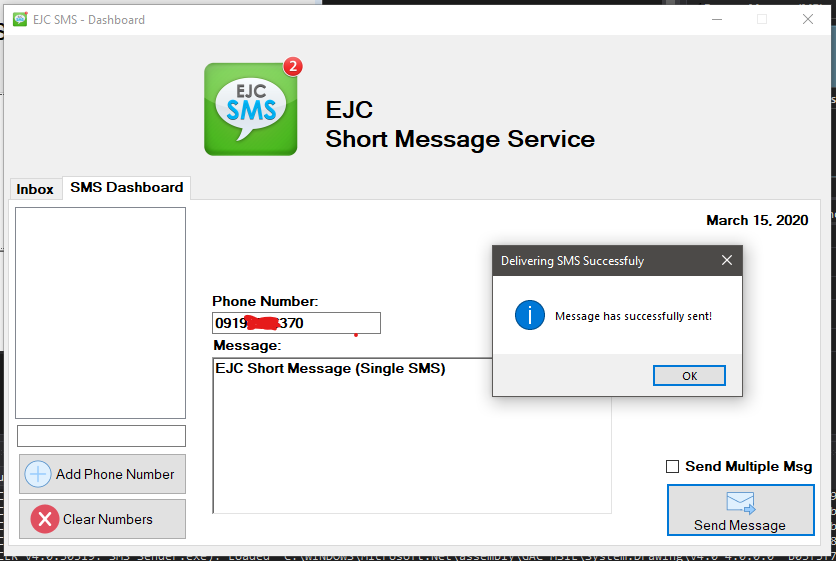 EJC SMS - Dashboard
2
EJC
SMS
EJC
Short Message Service
Inbox
SMS Dashboard
March 15, 2020
Delivering SMS Successfuly
Message has successfully sent!
OK
Phone Number:
0919 370
Message:
EJC Short Message (Single SMS)
Add Phone Number
Clear Numbers
Send Multiple Msg
Send Message